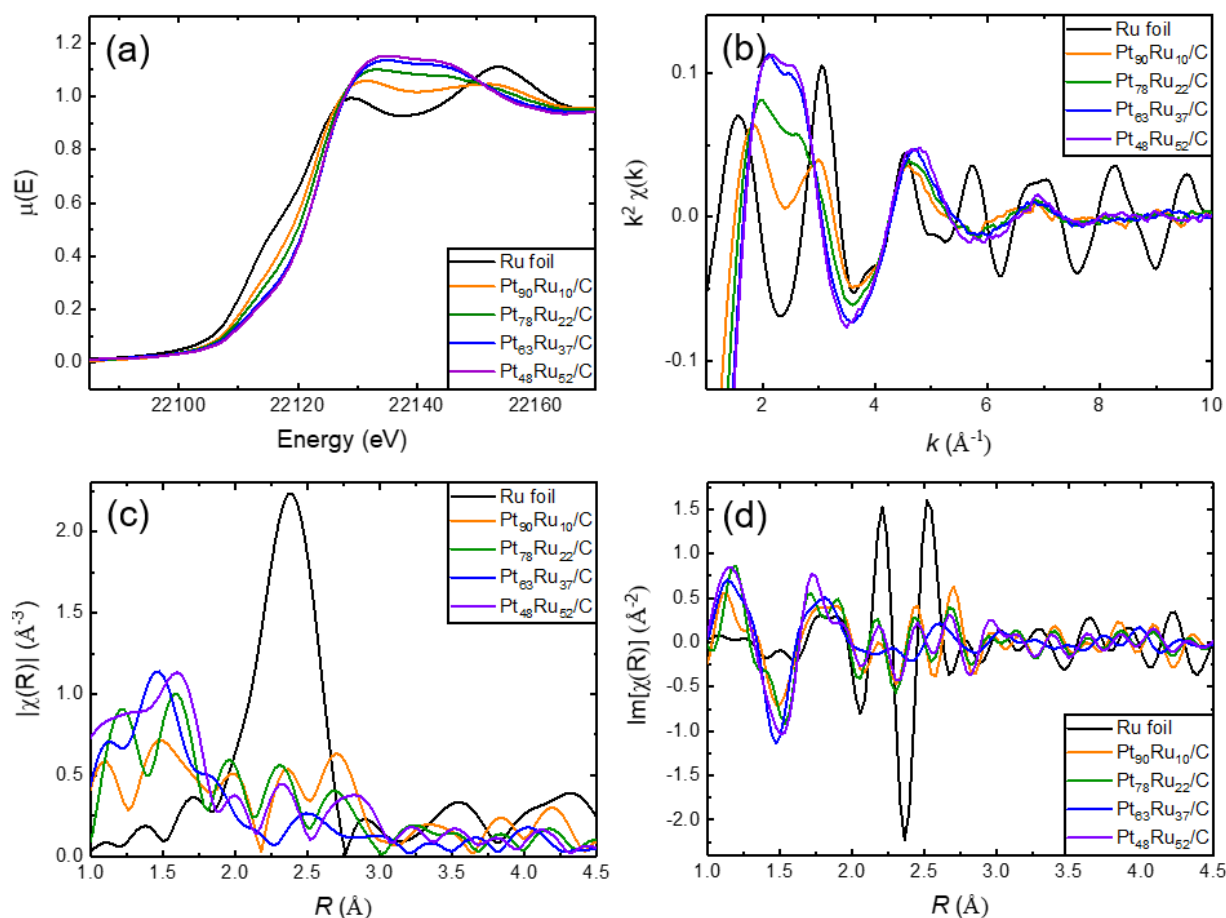 (a)
μ(E)
1.2
1.0
0.8
0.6
0.4
0.2
0.0
Ru foil
Pt₉₀Ru₁₀/C
Pt₇₈Ru₂₂/C
Pt₆₃Ru₃₇/C
Pt₄₈Ru₅₂/C
22100 22120 22140 22160
Energy (eV)
(b)
k² χ(k)
0.1
0.0
-0.1
Ru foil
Pt₉₀Ru₁₀/C
Pt₇₈Ru₂₂/C
Pt₆₃Ru₃₇/C
Pt₄₈Ru₅₂/C
2 4 6 8 10
k (Å⁻¹)
(c)
|χ(R)| (Å⁻³)
2.0
1.5
1.0
0.5
0.0
Ru foil
Pt₉₀Ru₁₀/C
Pt₇₈Ru₂₂/C
Pt₆₃Ru₃₇/C
Pt₄₈Ru₅₂/C
1.0 1.5 2.0 2.5 3.0 3.5 4.0 4.5
R (Å)
(d)
Im[χ(R)] (Å⁻²)
1.5
1.0
0.5
0.0
-0.5
-1.0
-1.5
-2.0
Ru foil
Pt₉₀Ru₁₀/C
Pt₇₈Ru₂₂/C
Pt₆₃Ru₃₇/C
Pt₄₈Ru₅₂/C
1.0 1.5 2.0 2.5 3.0 3.5 4.0 4.5
R (Å)